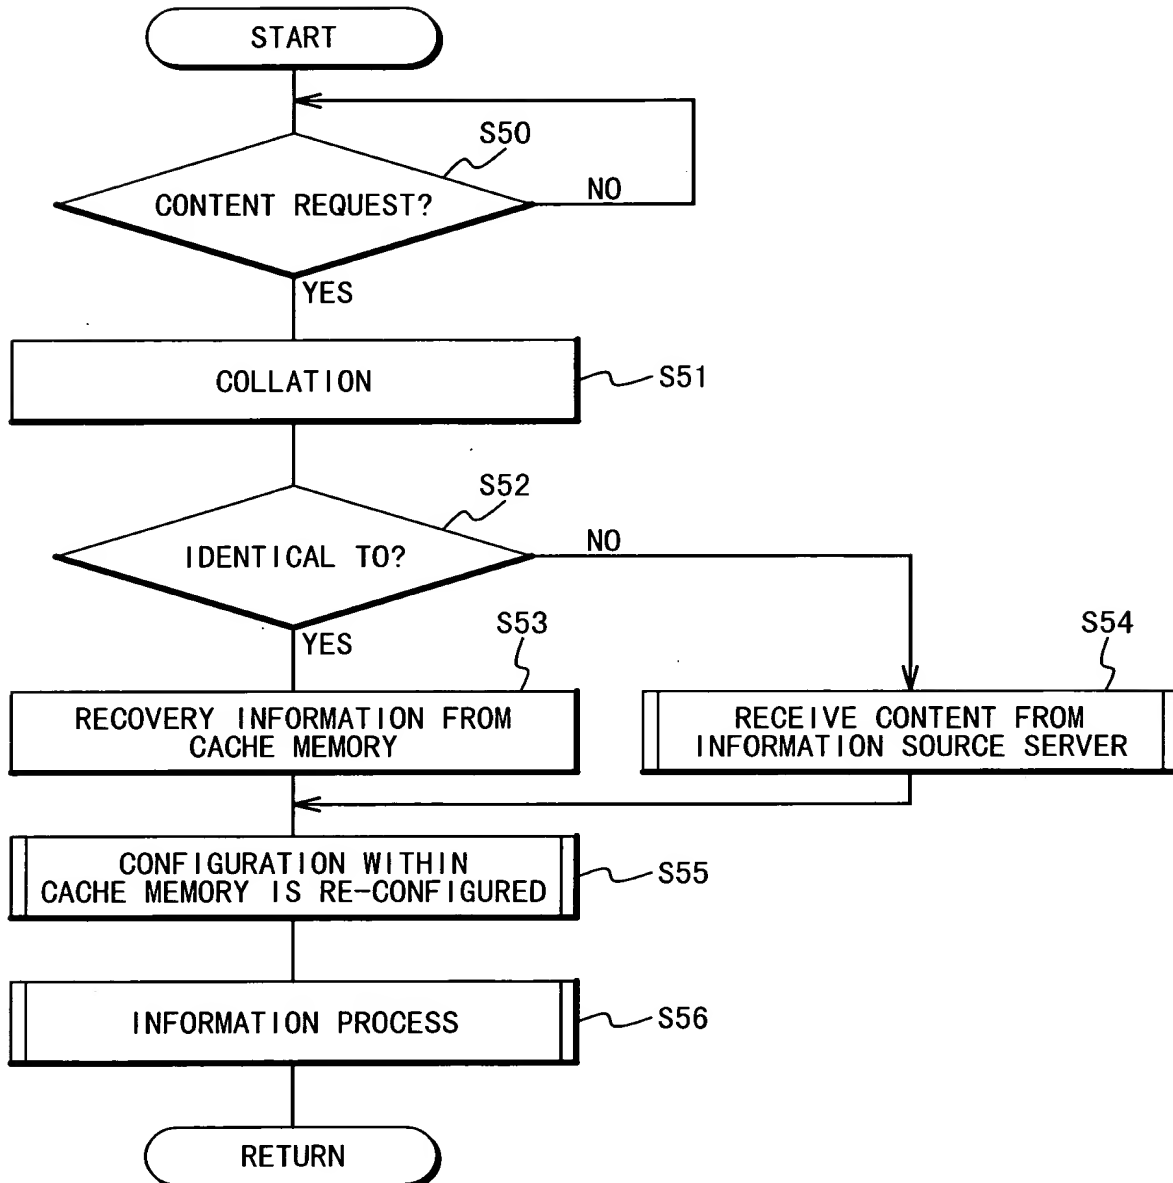 START
S50
CONTENT REQUEST?
NO
YES
COLLATION
S51
S52
IDENTICAL TO?
NO
YES
S53
S54
RECOVERY INFORMATION FROM
CACHE MEMORY
RECEIVE CONTENT FROM
INFORMATION SOURCE SERVER
CONFIGURATION WITHIN
CACHE MEMORY IS RE-CONFIGURED
S55
INFORMATION PROCESS
S56
RETURN